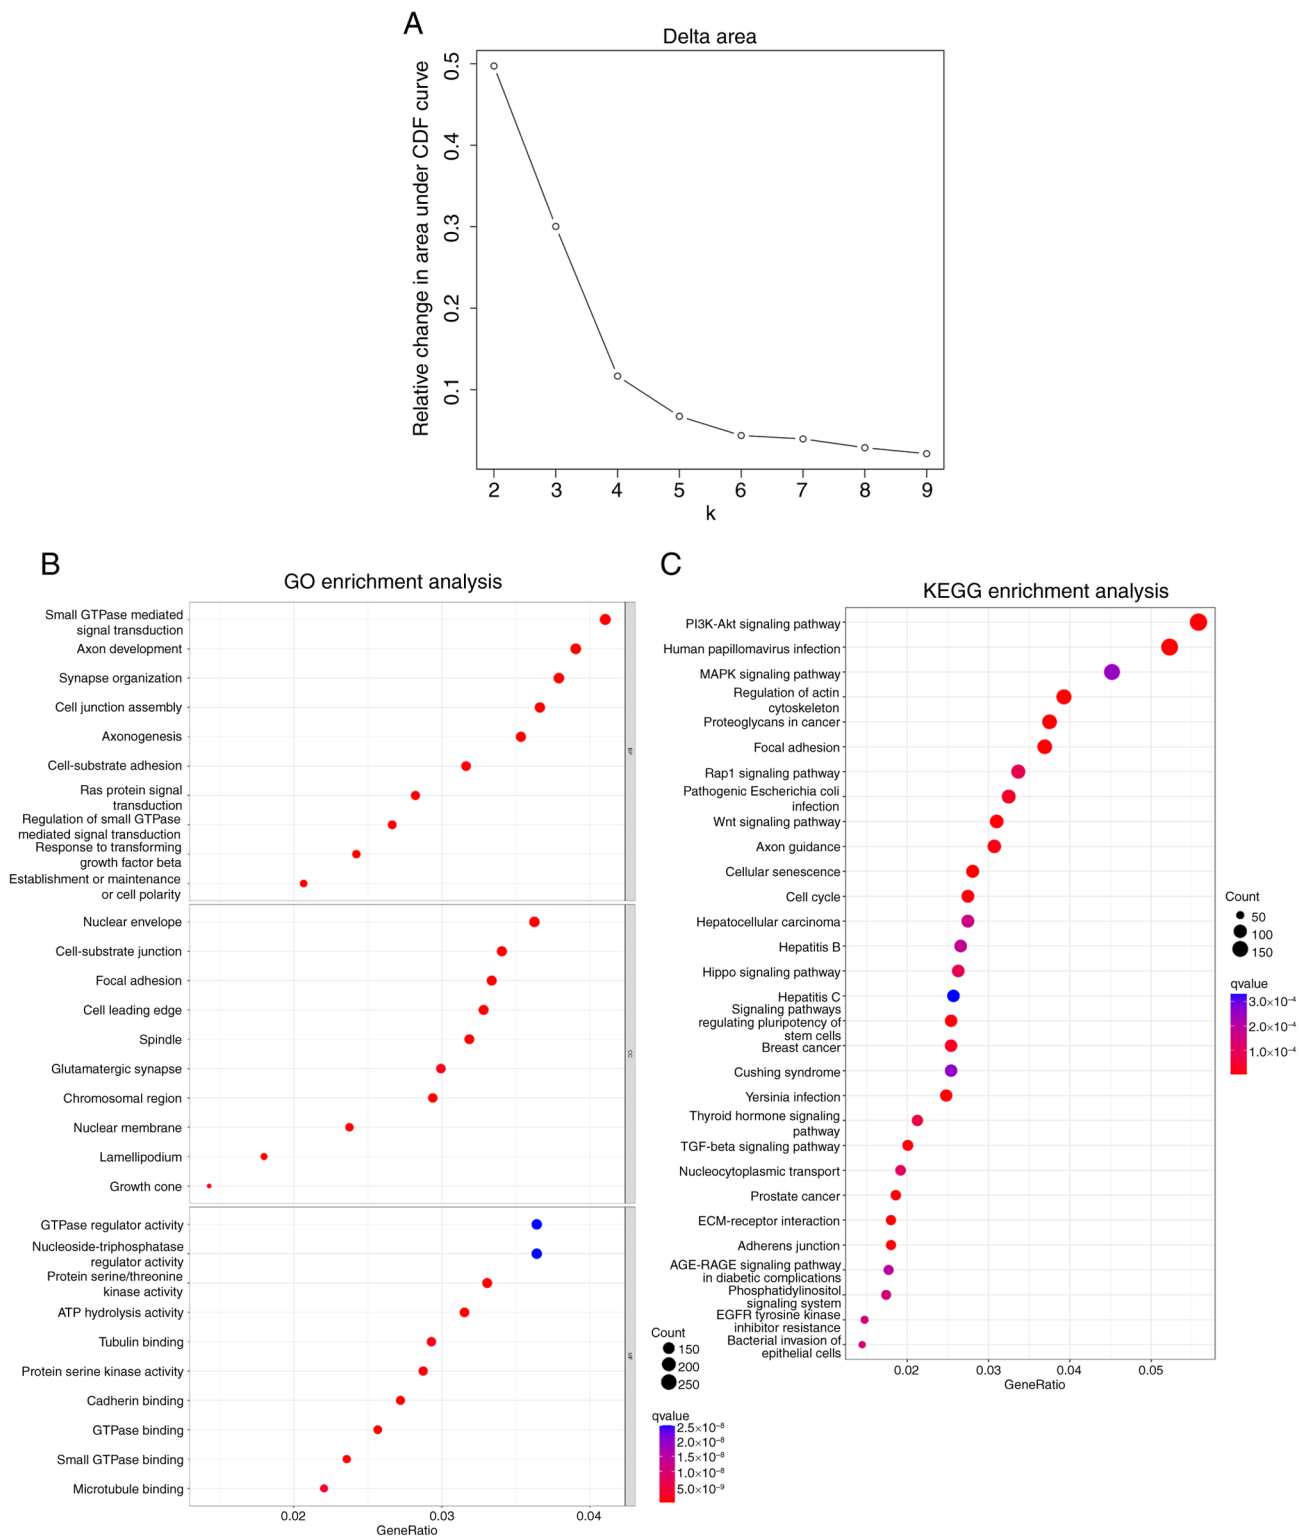 A
Delta area
Relative change in area under CDF curve
0.5
0.4
0.3
0.2
0.1
2 3 4 5 6 7 8 9
k
B
GO enrichment analysis
Small GTPase mediated
signal transduction
Axon development
Synapse organization
Cell junction assembly
Axonogenesis
Cell-substrate adhesion
Ras protein signal
transduction
Regulation of small GTPase
mediated signal transduction
Response to transforming
growth factor beta
Establishment or maintenance
or cell polarity
BP
Nuclear envelope
Cell-substrate junction
Focal adhesion
Cell leading edge
Spindle
Glutamatergic synapse
Chromosomal region
Nuclear membrane
Lamellipodium
Growth cone
CC
GTPase regulator activity
Nucleoside-triphosphatase
regulator activity
Protein serine/threonine
kinase activity
ATP hydrolysis activity
Tubulin binding
Protein serine kinase activity
Cadherin binding
GTPase binding
Small GTPase binding
Microtubule binding
MF
0.02 0.03 0.04
GeneRatio
Count
150
200
250
qvalue
2.5×10⁻⁸
2.0×10⁻⁸
1.5×10⁻⁸
1.0×10⁻⁸
5.0×10⁻⁹
C
KEGG enrichment analysis
PI3K-Akt signaling pathway
Human papillomavirus infection
MAPK signaling pathway
Regulation of actin
cytoskeleton
Proteoglycans in cancer
Focal adhesion
Rap1 signaling pathway
Pathogenic Escherichia coli
infection
Wnt signaling pathway
Axon guidance
Cellular senescence
Cell cycle
Hepatocellular carcinoma
Hepatitis B
Hippo signaling pathway
Hepatitis C
Signaling pathways
regulating pluripotency of
stem cells
Breast cancer
Cushing syndrome
Yersinia infection
Thyroid hormone signaling
pathway
TGF-beta signaling pathway
Nucleocytoplasmic transport
Prostate cancer
ECM-receptor interaction
Adherens junction
AGE-RAGE signaling pathway
in diabetic complications
Phosphatidylinositol
signaling system
EGFR tyrosine kinase
inhibitor resistance
Bacterial invasion of
epithelial cells
0.02 0.03 0.04 0.05
GeneRatio
Count
50
100
150
qvalue
3.0×10⁻⁴
2.0×10⁻⁴
1.0×10⁻⁴